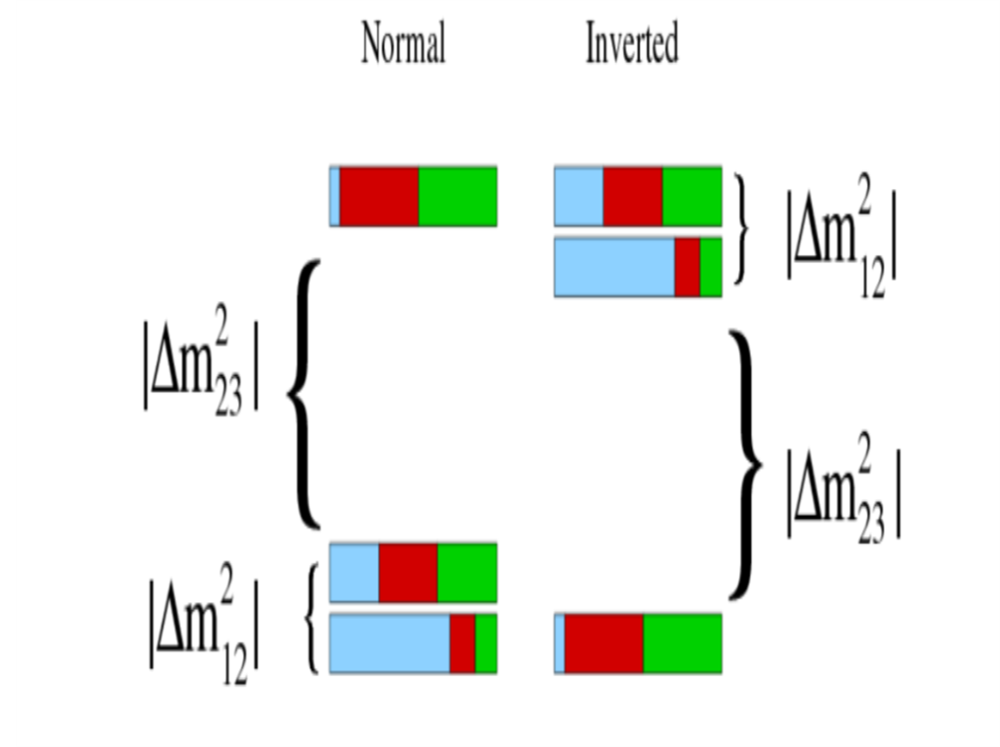 Normal
Inverted
|Δm²₁₂|
|Δm²₂₃|
|Δm²₂₃|
|Δm²₁₂|